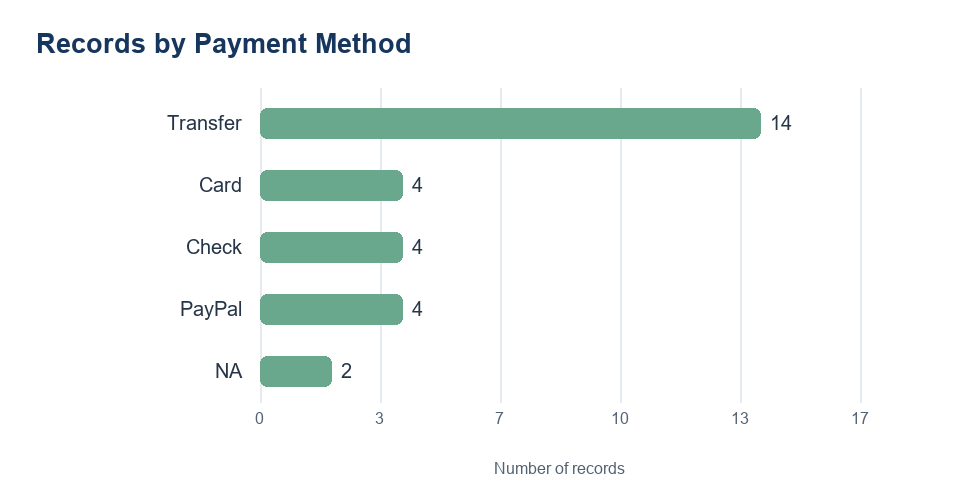 Records by Payment Method
Transfer 14
Card 4
Check 4
PayPal 4
NA 2
0 3 7 10 13 17
Number of records